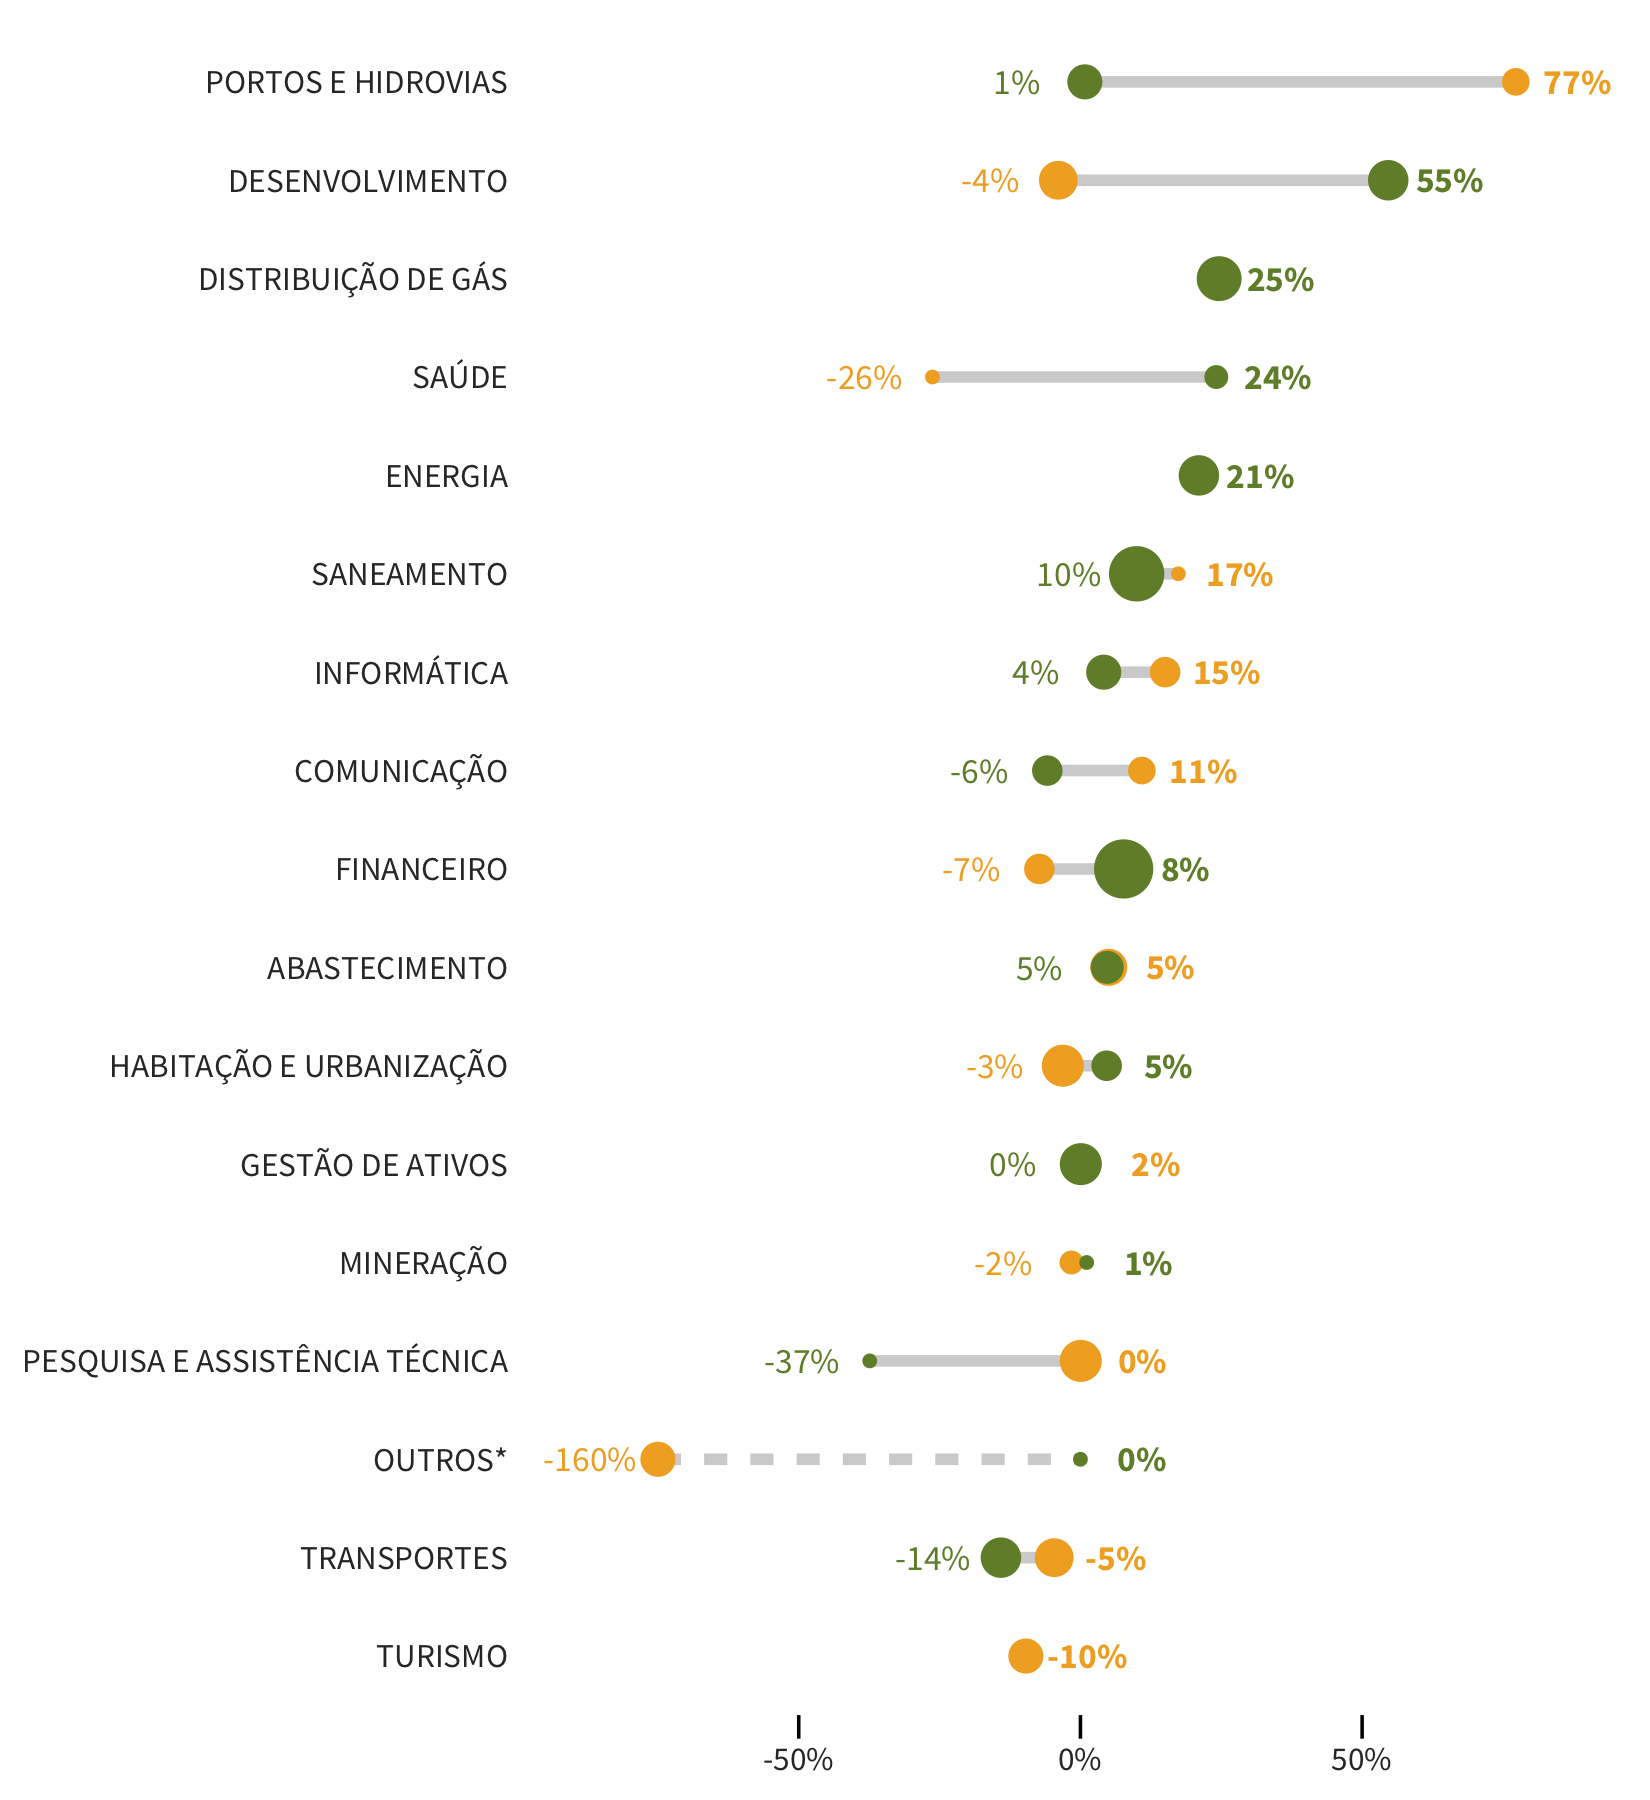 PORTOS E HIDROVIAS 1% 77%
DESENVOLVIMENTO -4% 55%
DISTRIBUIÇÃO DE GÁS 25%
SAÚDE -26% 24%
ENERGIA 21%
SANEAMENTO 10% 17%
INFORMÁTICA 4% 15%
COMUNICAÇÃO -6% 11%
FINANCEIRO -7% 8%
ABASTECIMENTO 5% 5%
HABITAÇÃO E URBANIZAÇÃO -3% 5%
GESTÃO DE ATIVOS 0% 2%
MINERAÇÃO -2% 1%
PESQUISA E ASSISTÊNCIA TÉCNICA -37% 0%
OUTROS* -160% 0%
TRANSPORTES -14% -5%
TURISMO -10%
-50% 0% 50%